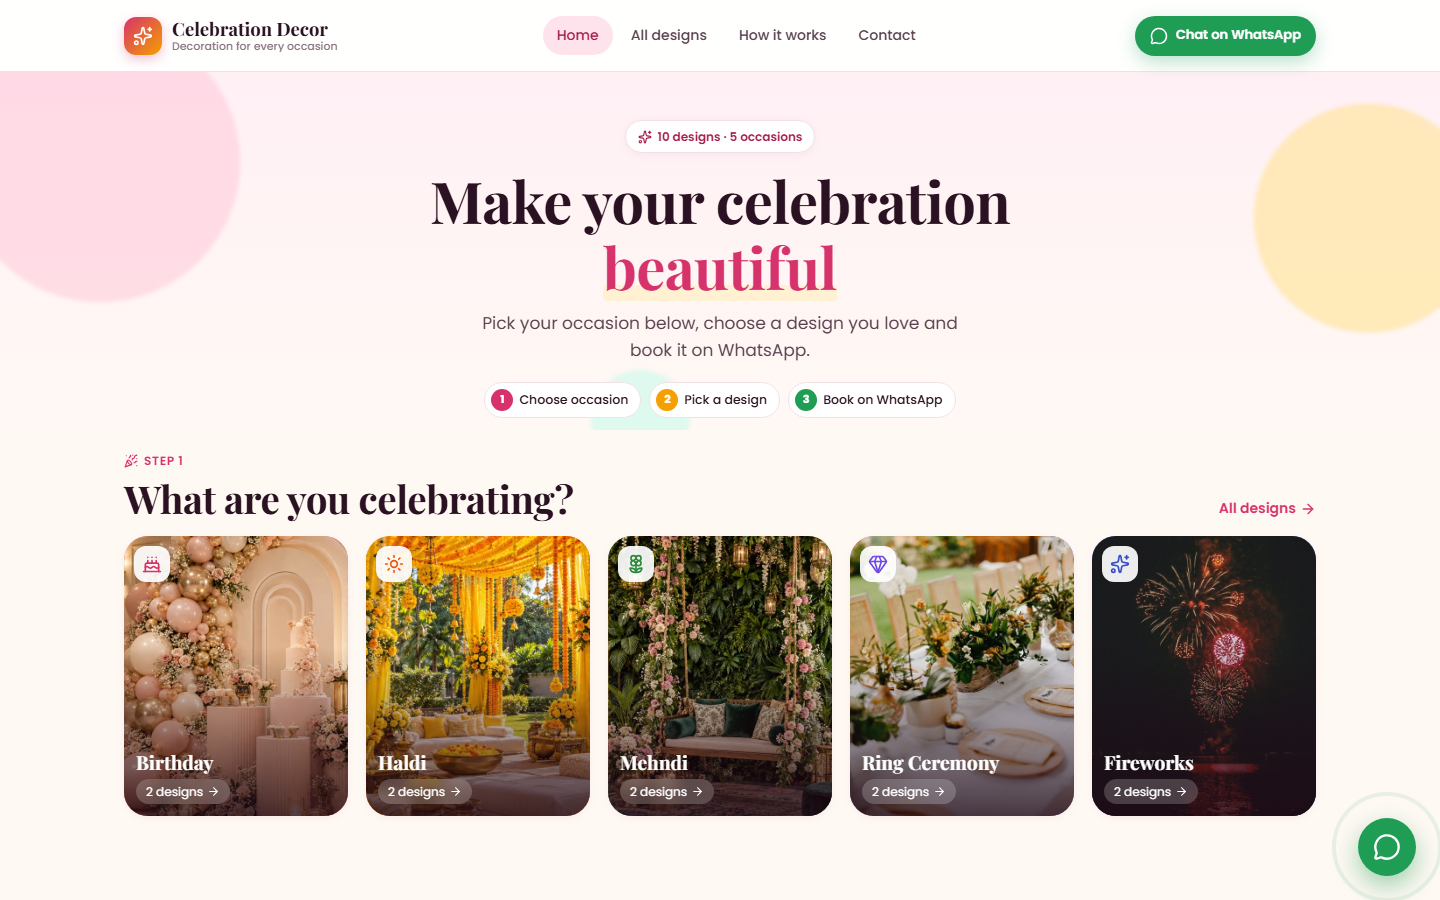 Celebration Decor
Decoration for every occasion
Home
All designs
How it works
Contact
Chat on WhatsApp
10 designs · 5 occasions
Make your celebration
beautiful
Pick your occasion below, choose a design you love and
book it on WhatsApp.
1 Choose occasion
2 Pick a design
3 Book on WhatsApp
STEP 1
What are you celebrating?
All designs →
Birthday
2 designs →
Haldi
2 designs →
Mehndi
2 designs →
Ring Ceremony
2 designs →
Fireworks
2 designs →